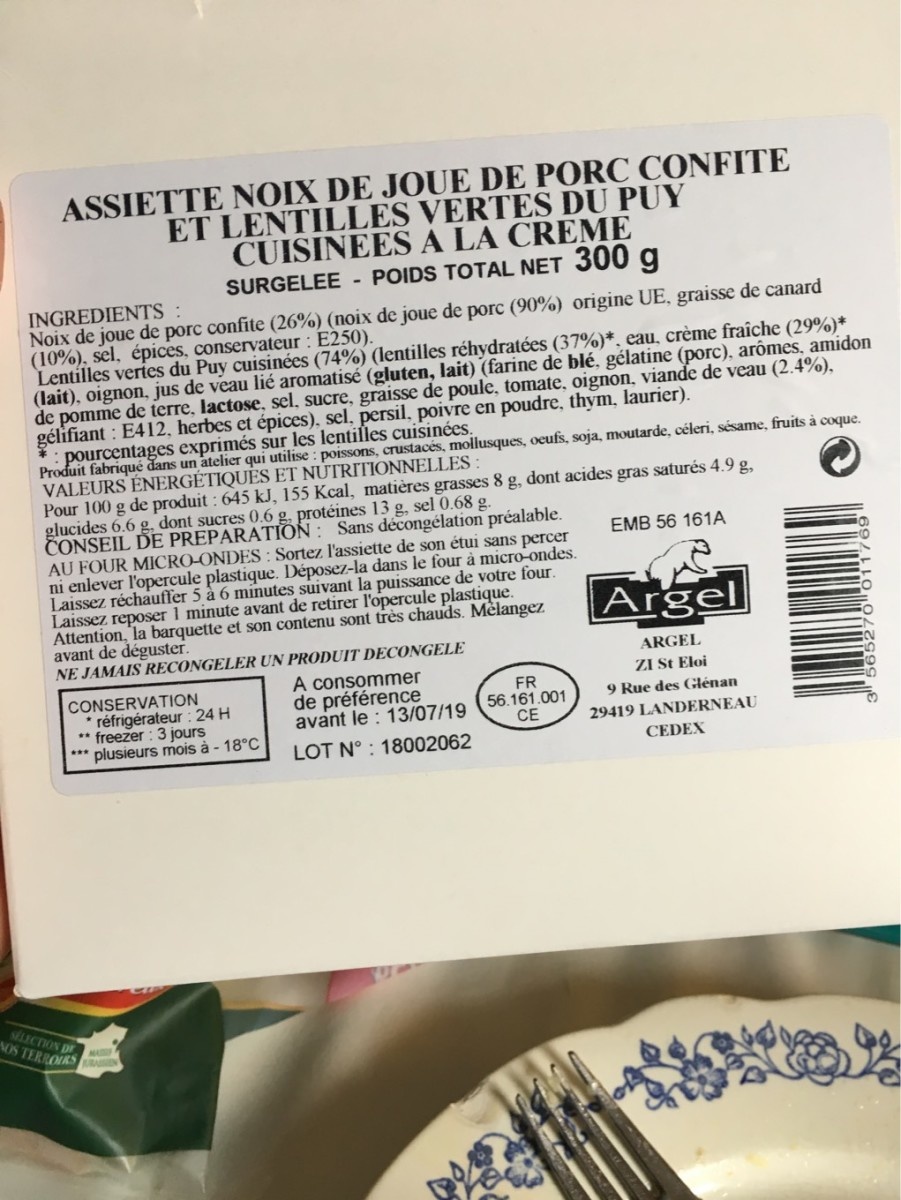 ASSIETTE NOIX DE JOUE DE PORC CONFITE
ET LENTILLES VERTES DU PUY
CUISINEES A LA CREME
SURGELEE - POIDS TOTAL NET 300 g
INGREDIENTS :
Noix de joue de porc confite (26%) (noix de joue de porc (90%) origine UE, graisse de canard
(10%), sel, épices, conservateur : E250).
Lentilles vertes du Puy cuisinées (74%) (lentilles réhydratées (37%)*, eau, crème fraîche (29%)*
(lait), oignon, jus de veau lié aromatisé (gluten, lait) (farine de blé, gélatine (porc), arômes, amidon
de pomme de terre, lactose, sel, sucre, graisse de poule, tomate, oignon, viande de veau (2.4%),
gélifiant : E412, herbes et épices), sel, persil, poivre en poudre, thym, laurier).
* : pourcentages exprimés sur les lentilles cuisinées.
Produit fabriqué dans un atelier qui utilise : poissons, crustacés, mollusques, oeufs, soja, moutarde, céleri, sésame, fruits à coque.
VALEURS ÉNERGÉTIQUES ET NUTRITIONNELLES :
Pour 100 g de produit : 645 kJ, 155 Kcal, matières grasses 8 g, dont acides gras saturés 4.9 g,
glucides 6.6 g, dont sucres 0.6 g, protéines 13 g, sel 0.68 g.
CONSEIL DE PREPARATION : Sans décongélation préalable.
AU FOUR MICRO-ONDES : Sortez l'assiette de son étui sans percer
ni enlever l'opercule plastique. Déposez-la dans le four à micro-ondes.
Laissez réchauffer 5 à 6 minutes suivant la puissance de votre four.
Laissez reposer 1 minute avant de retirer l'opercule plastique.
Attention, la barquette et son contenu sont très chauds. Mélangez
avant de déguster.
NE JAMAIS RECONGELER UN PRODUIT DECONGELE
CONSERVATION
* réfrigérateur : 24 H
** freezer : 3 jours
*** plusieurs mois à - 18°C
A consommer
de préférence
avant le : 13/07/19
LOT N° : 18002062
FR
56.161.001
CE
EMB 56 161A
Argel
ARGEL
ZI St Eloi
9 Rue des Glénan
29419 LANDERNEAU
CEDEX
3 565270 011769
SÉLECTION DE
NOS TERROIRS
MASSIF